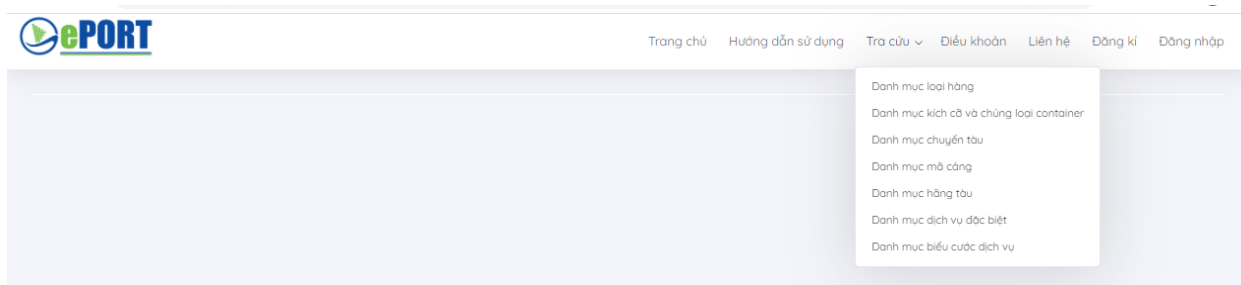 ePORT
Trang chủ Hướng dẫn sử dụng Tra cứu Điều khoản Liên hệ Đăng kí Đăng nhập
Danh mục loại hàng
Danh mục kích cỡ và chủng loại container
Danh mục chuyến tàu
Danh mục mã cảng
Danh mục hãng tàu
Danh mục dịch vụ đặc biệt
Danh mục biểu cước dịch vụ